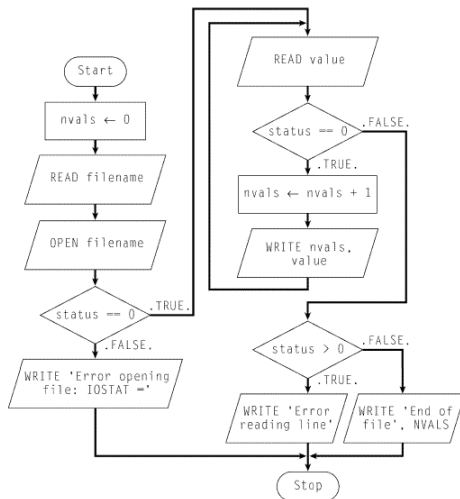 Start
nvals ← 0
READ filename
OPEN filename
status == 0
.TRUE.
.FALSE.
WRITE 'Error opening
file: IOSTAT ='
READ value
status == 0
.FALSE.
.TRUE.
nvals ← nvals + 1
WRITE nvals,
value
status > 0
.FALSE.
.TRUE.
WRITE 'Error
reading line'
WRITE 'End of
file', NVALS
Stop